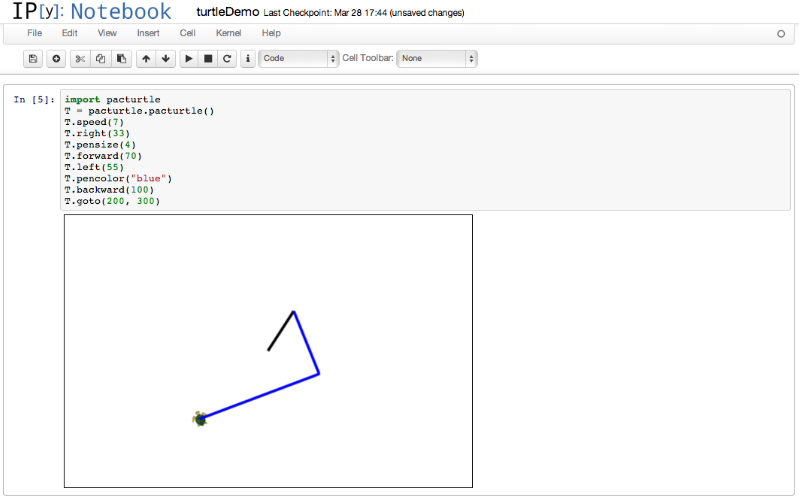 IP[y]: Notebook turtleDemo Last Checkpoint: Mar 28 17:44 (unsaved changes)
File Edit View Insert Cell Kernel Help
Code Cell Toolbar: None
In [5]: import pacturtle
T = pacturtle.pacturtle()
T.speed(7)
T.right(33)
T.pensize(4)
T.forward(70)
T.left(55)
T.pencolor("blue")
T.backward(100)
T.goto(200, 300)